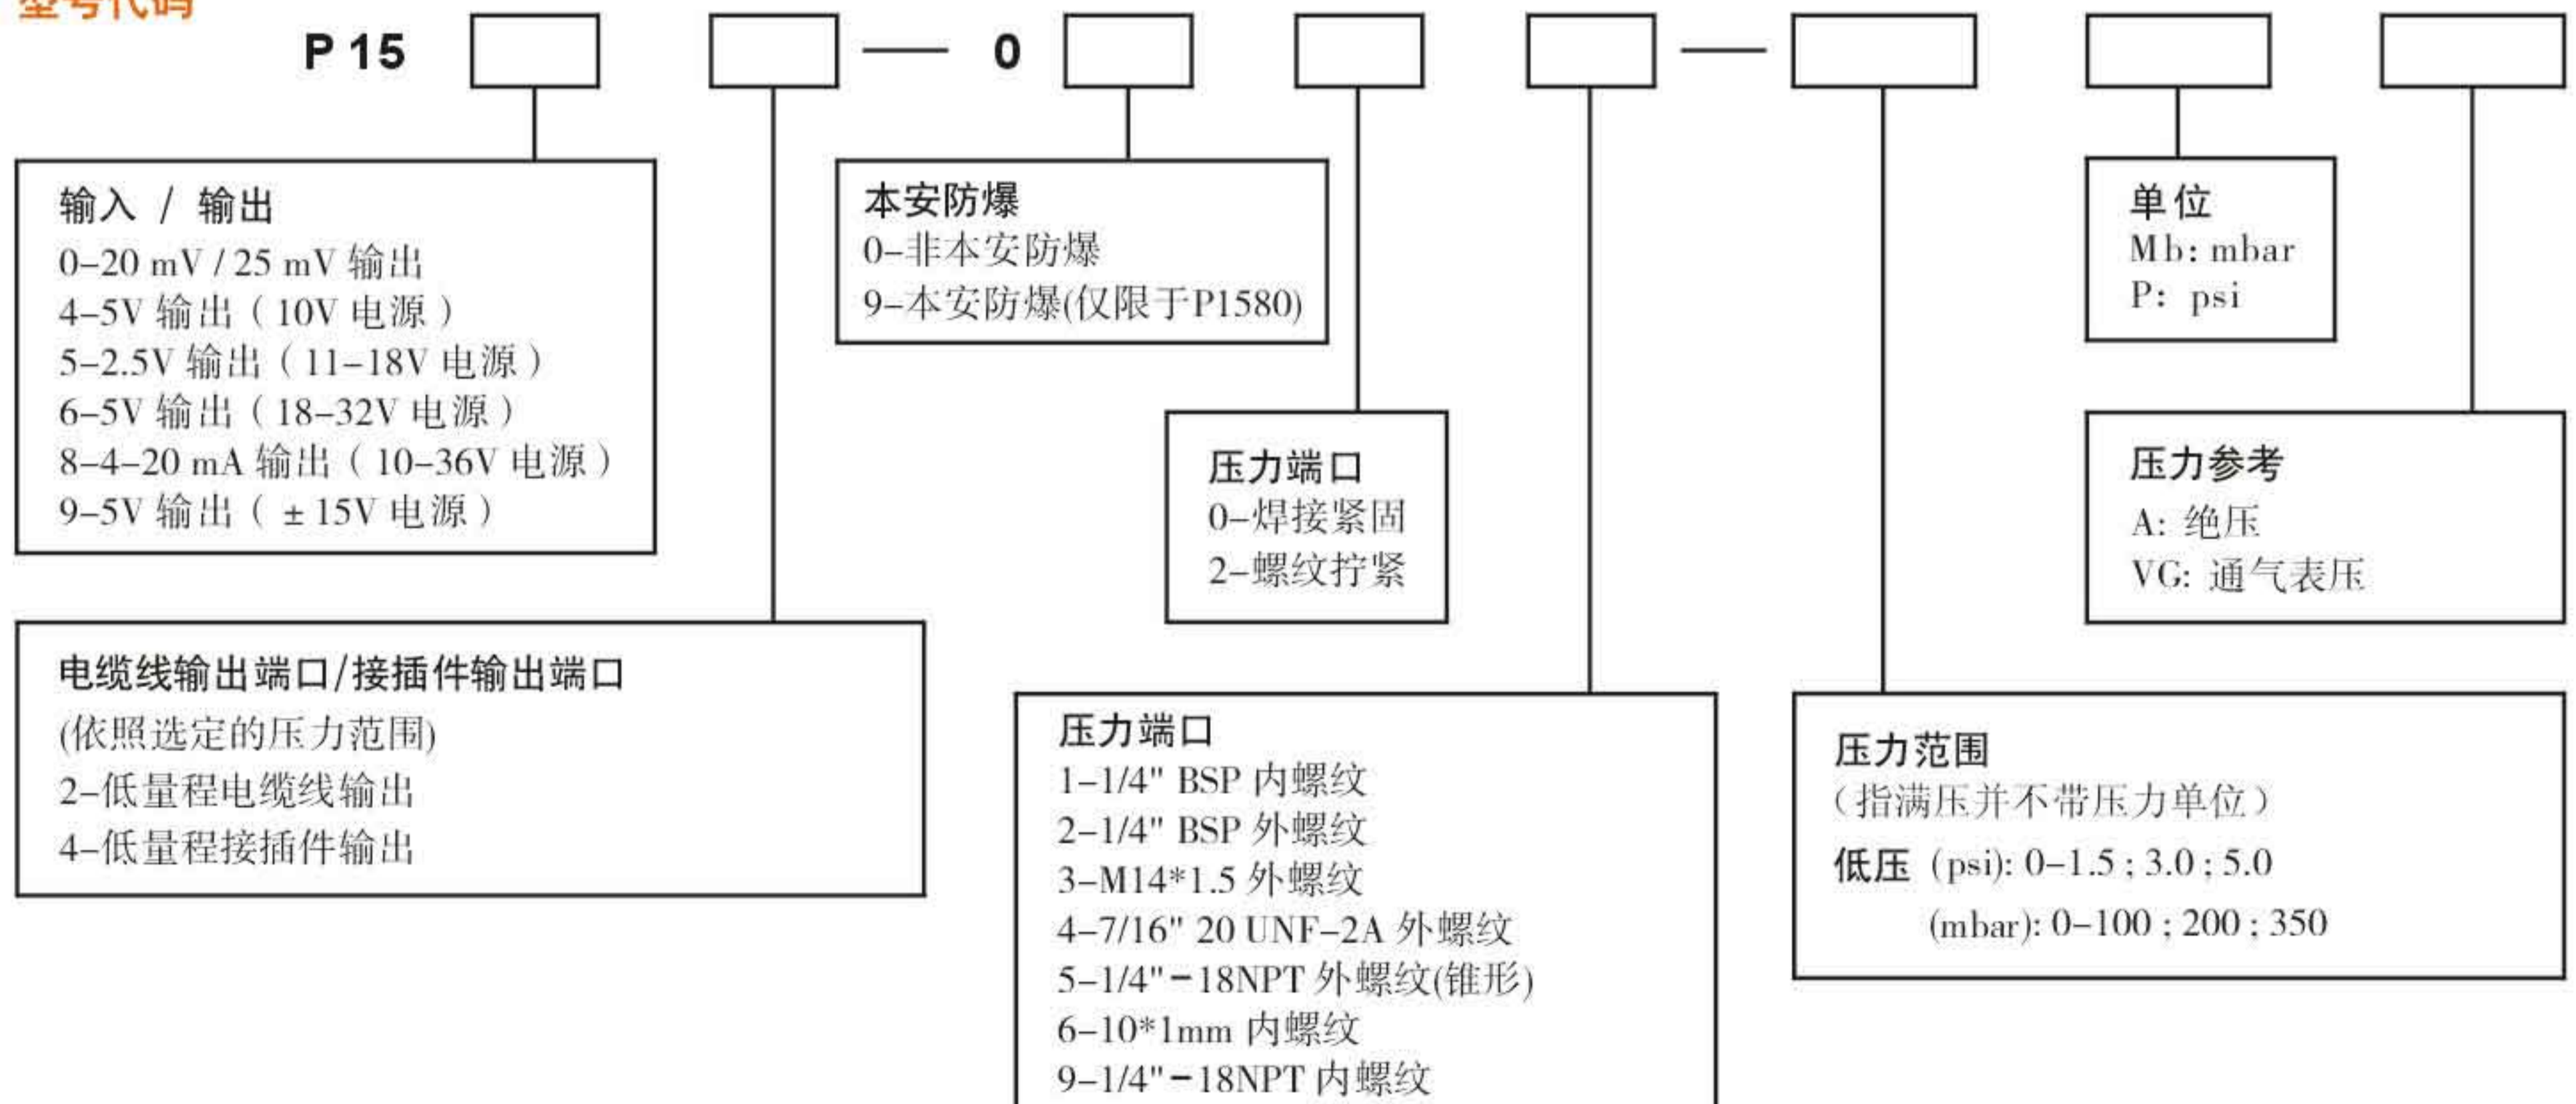 型号代码
P 15 — 0 —
输入 / 输出
0–20 mV / 25 mV 输出
4–5V 输出（10V 电源）
5–2.5V 输出（11–18V 电源）
6–5V 输出（18–32V 电源）
8–4–20 mA 输出（10–36V 电源）
9–5V 输出（± 15V 电源）
电缆线输出端口/接插件输出端口
(依照选定的压力范围)
2–低量程电缆线输出
4–低量程接插件输出
本安防爆
0–非本安防爆
9–本安防爆(仅限于P1580)
压力端口
0–焊接紧固
2–螺纹拧紧
压力端口
1–1/4" BSP 内螺纹
2–1/4" BSP 外螺纹
3–M14*1.5 外螺纹
4–7/16" 20 UNF–2A 外螺纹
5–1/4"–18NPT 外螺纹(锥形)
6–10*1mm 内螺纹
9–1/4"–18NPT 内螺纹
单位
Mb: mbar
P: psi
压力参考
A: 绝压
VG: 通气表压
压力范围
（指满压并不带压力单位）
低压 (psi): 0–1.5 ; 3.0 ; 5.0
(mbar): 0–100 ; 200 ; 350